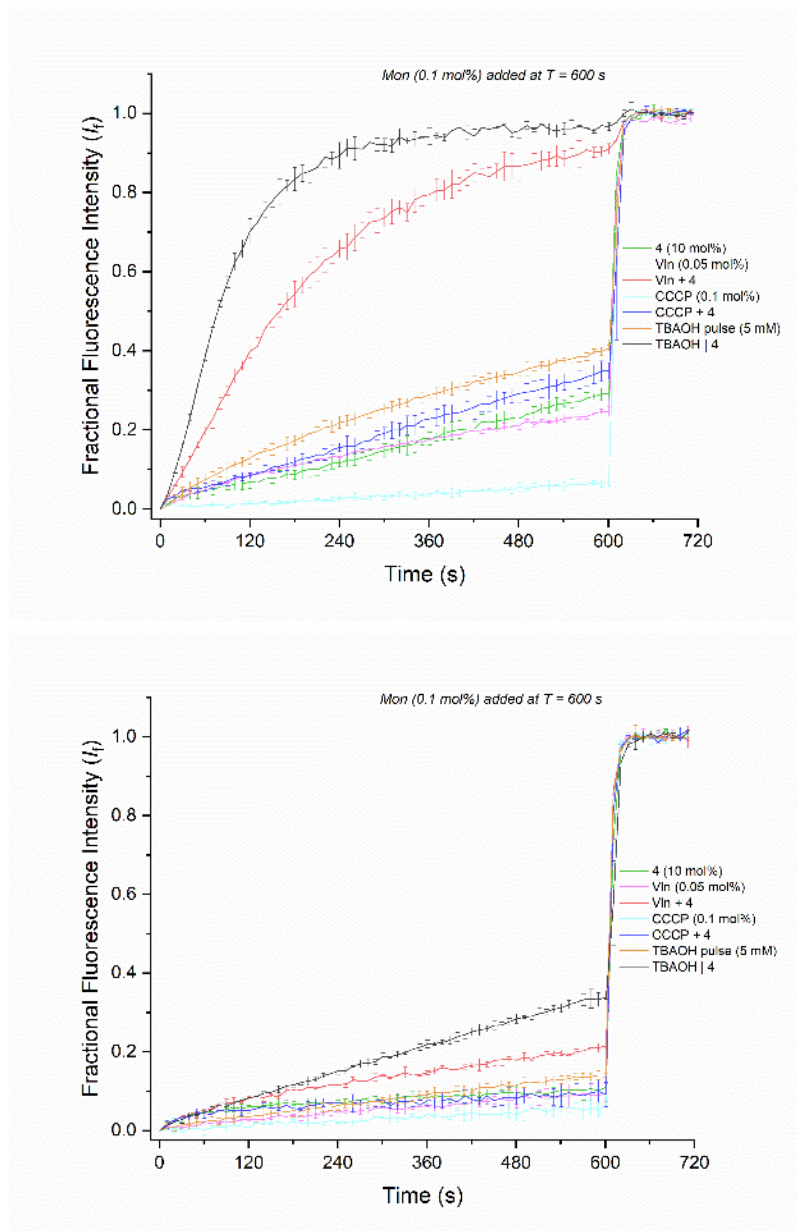 Mon (0.1 mol%) added at T = 600 s
1.0
0.8
0.6
0.4
0.2
0.0
Fractional Fluorescence Intensity (If)
4 (10 mol%)
Vln (0.05 mol%)
Vln + 4
CCCP (0.1 mol%)
CCCP + 4
TBAOH pulse (5 mM)
TBAOH | 4
0 120 240 360 480 600 720
Time (s)
Mon (0.1 mol%) added at T = 600 s
1.0
0.8
0.6
0.4
0.2
0.0
Fractional Fluorescence Intensity (If)
4 (10 mol%)
Vln (0.05 mol%)
Vln + 4
CCCP (0.1 mol%)
CCCP + 4
TBAOH pulse (5 mM)
TBAOH | 4
0 120 240 360 480 600 720
Time (s)